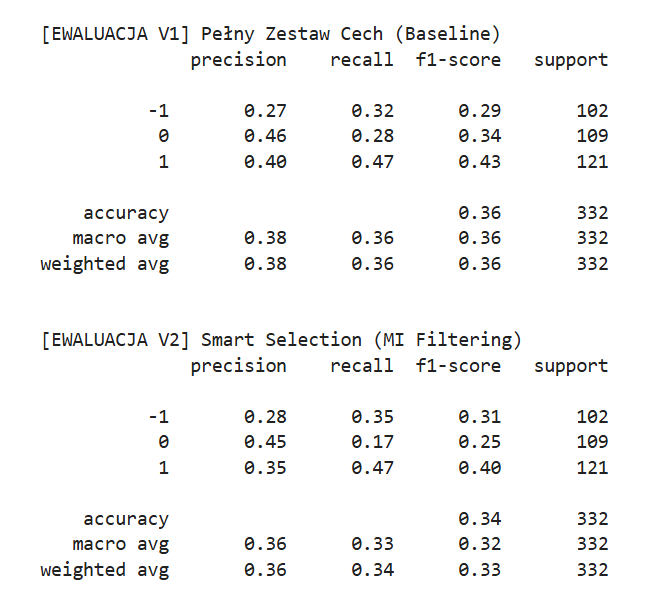 [EWALUACJA V1] Pełny Zestaw Cech (Baseline)
precision recall f1-score support
-1 0.27 0.32 0.29 102
0 0.46 0.28 0.34 109
1 0.40 0.47 0.43 121
accuracy 0.36 332
macro avg 0.38 0.36 0.36 332
weighted avg 0.38 0.36 0.36 332
[EWALUACJA V2] Smart Selection (MI Filtering)
precision recall f1-score support
-1 0.28 0.35 0.31 102
0 0.45 0.17 0.25 109
1 0.35 0.47 0.40 121
accuracy 0.34 332
macro avg 0.36 0.33 0.32 332
weighted avg 0.36 0.34 0.33 332